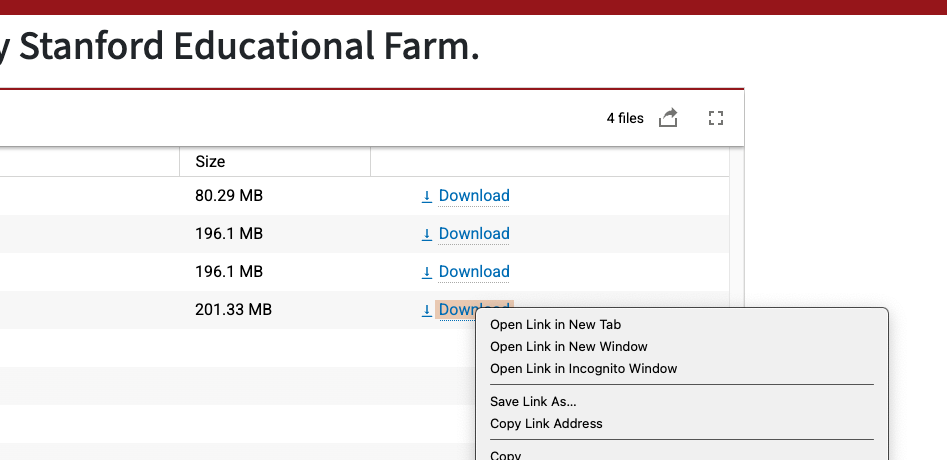 y Stanford Educational Farm.
4 files
Size
80.29 MB Download
196.1 MB Download
196.1 MB Download
201.33 MB Download
Open Link in New Tab
Open Link in New Window
Open Link in Incognito Window
Save Link As...
Copy Link Address
Copy